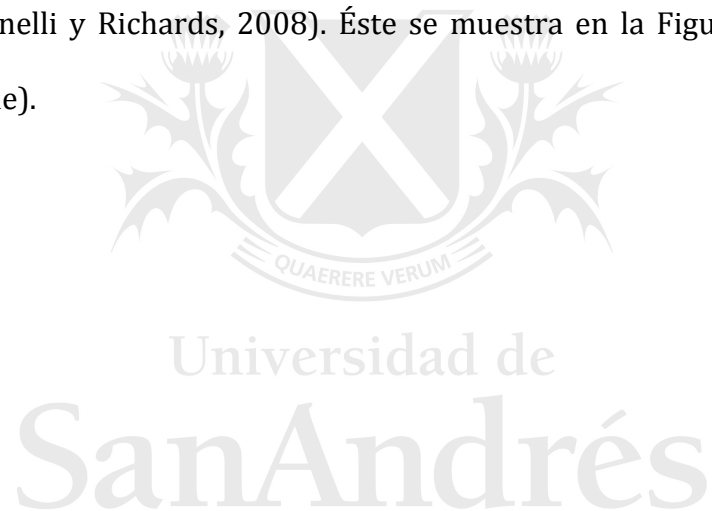 nelli y Richards, 2008). Éste se muestra en la Figu
e).
QUAERERE VERUM
Universidad de
SanAndrés